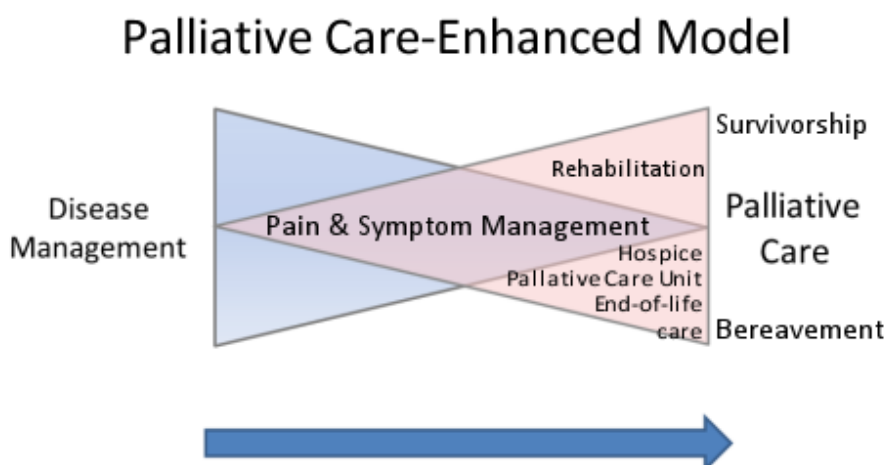 Palliative Care-Enhanced Model
Survivorship
Rehabilitation
Disease
Management
Pain & Symptom Management
Palliative
Care
Hospice
Pallative Care Unit
End-of-life
care
Bereavement